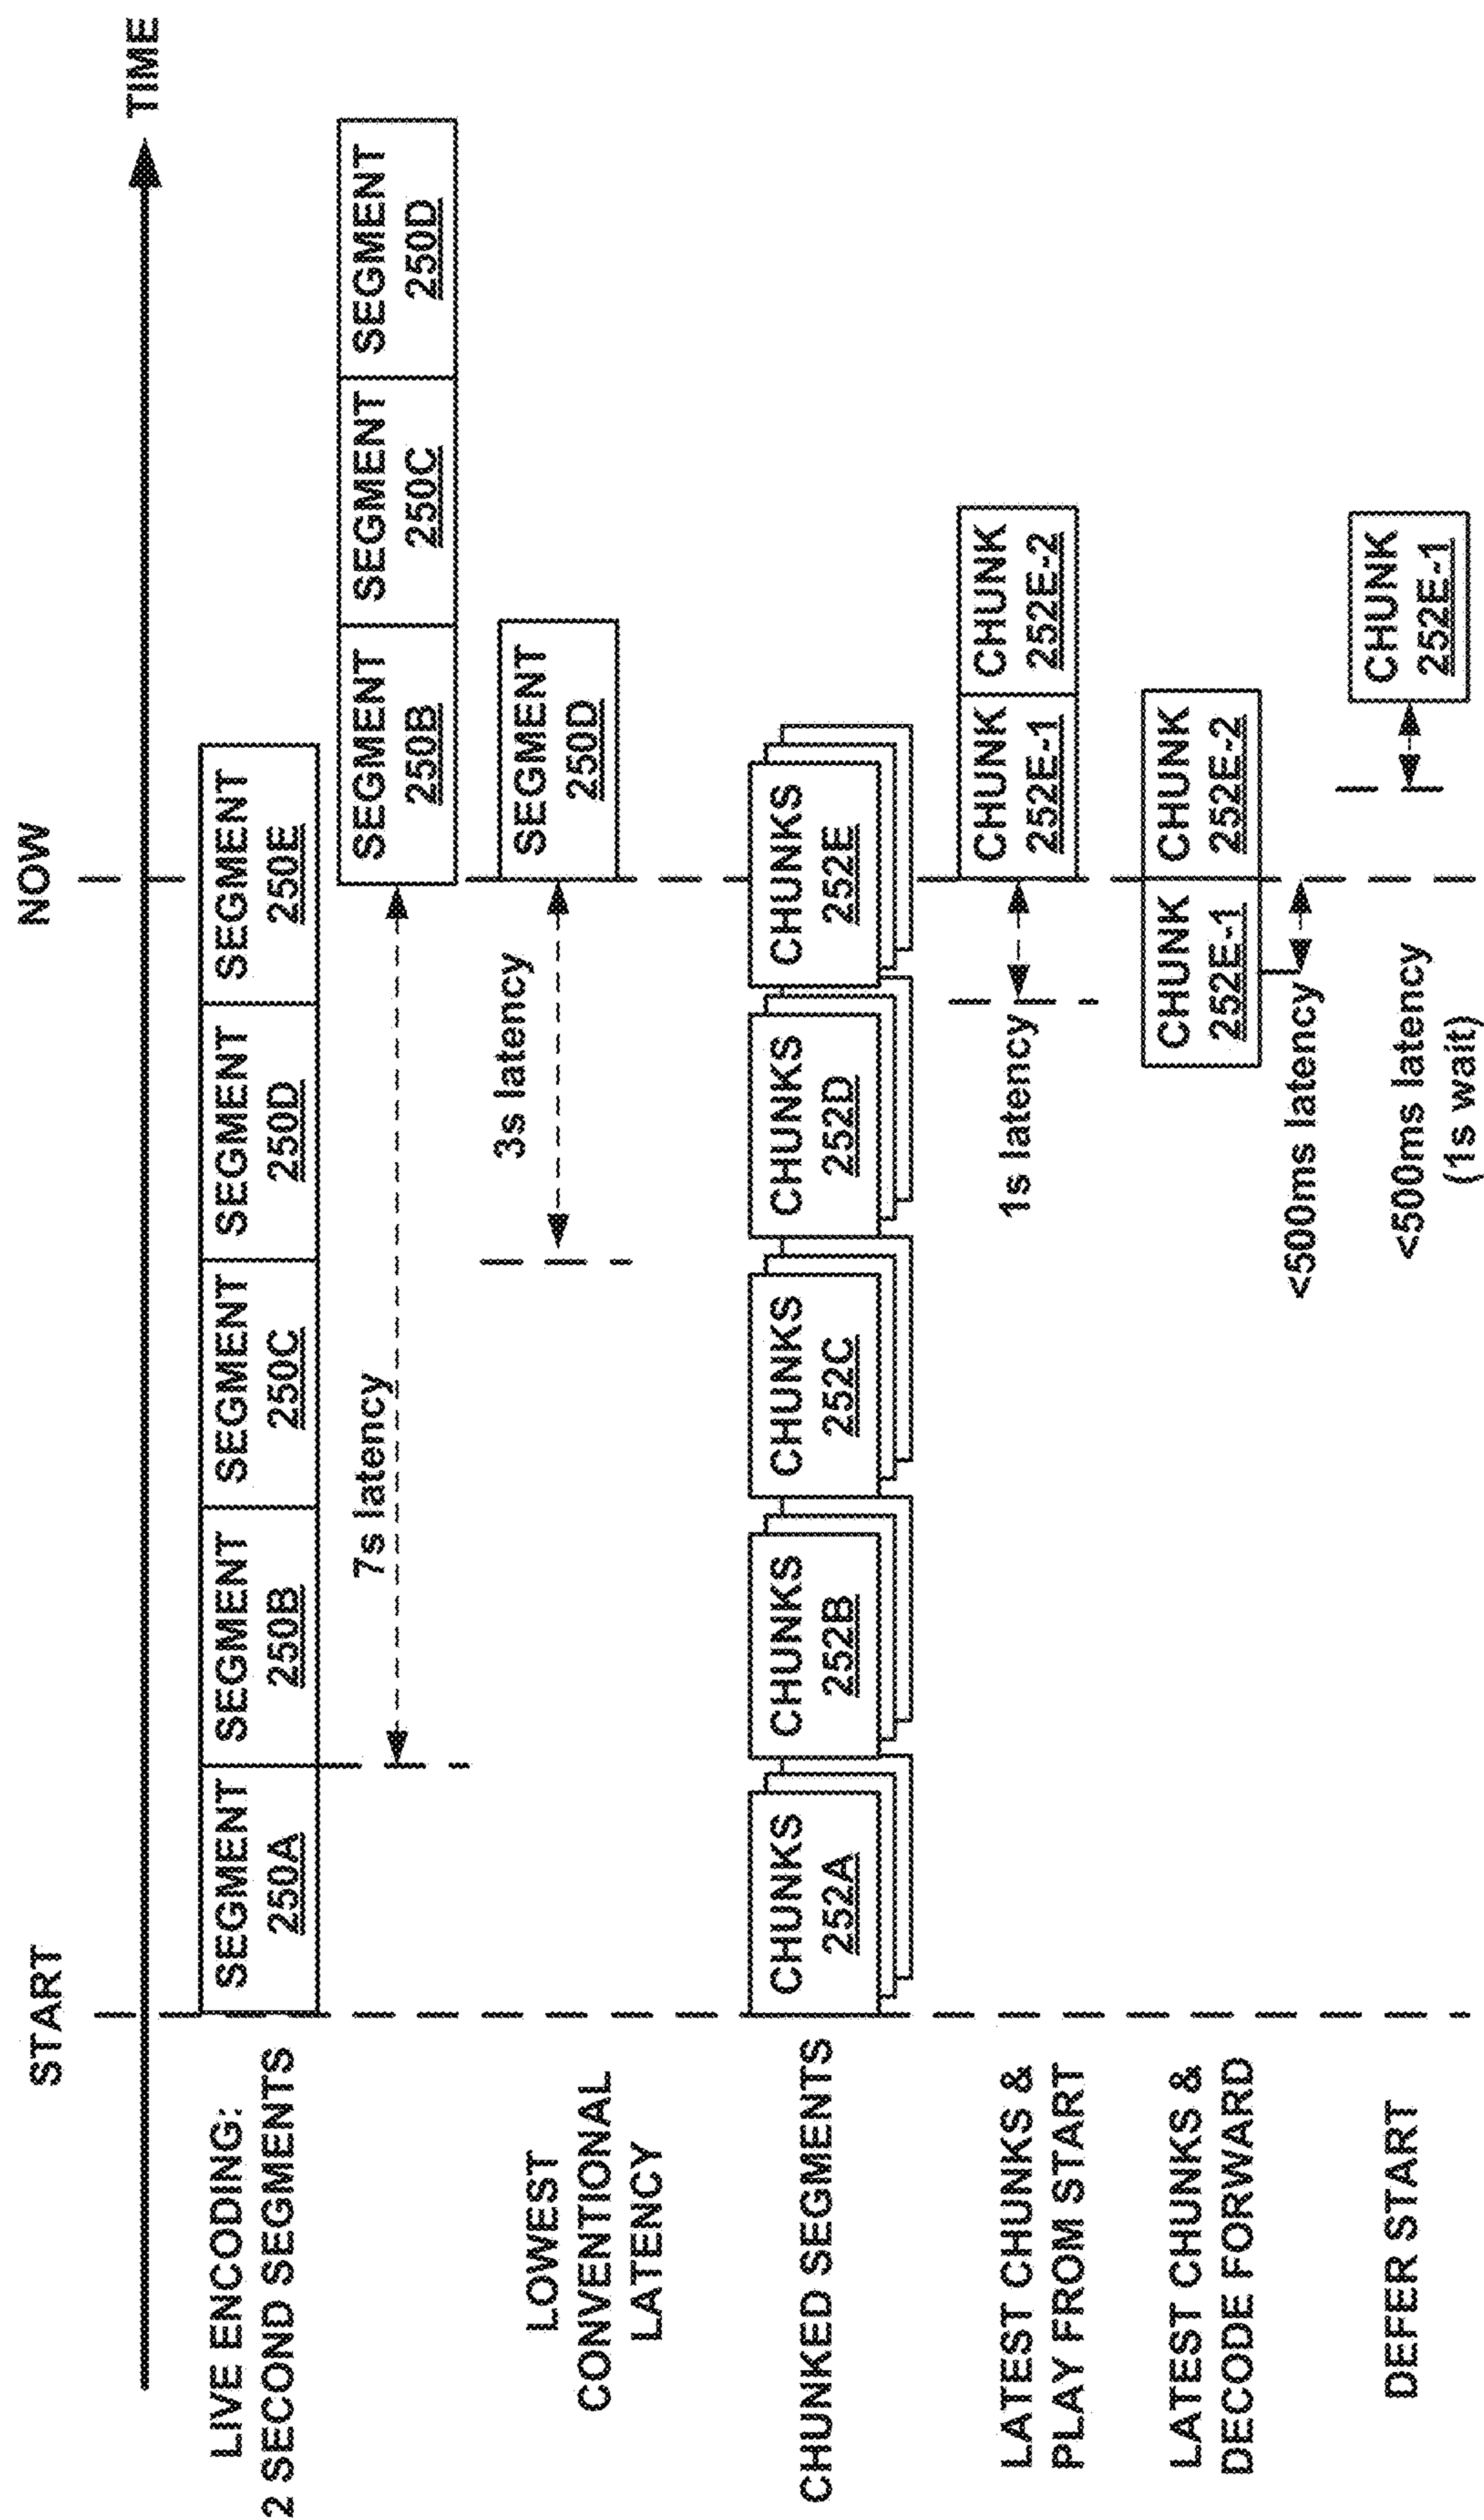 START
NOW
TIME
LIVE ENCODING:
2 SECOND SEGMENTS
SEGMENT
250A
SEGMENT
250B
SEGMENT
250C
SEGMENT
250D
SEGMENT
250E
7s latency
SEGMENT
250B
SEGMENT
250C
SEGMENT
250D
LOWEST
CONVENTIONAL
LATENCY
3s latency
SEGMENT
250D
CHUNKED SEGMENTS
CHUNKS
252A
CHUNKS
252B
CHUNKS
252C
CHUNKS
252D
CHUNKS
252E
LATEST CHUNKS &
PLAY FROM START
1s latency
CHUNK
252E-1
CHUNK
252E-2
LATEST CHUNKS &
DECODE FORWARD
CHUNK
252E-1
CHUNK
252E-2
<500ms latency
DEFER START
<500ms latency
(1s wait)
CHUNK
252E-1